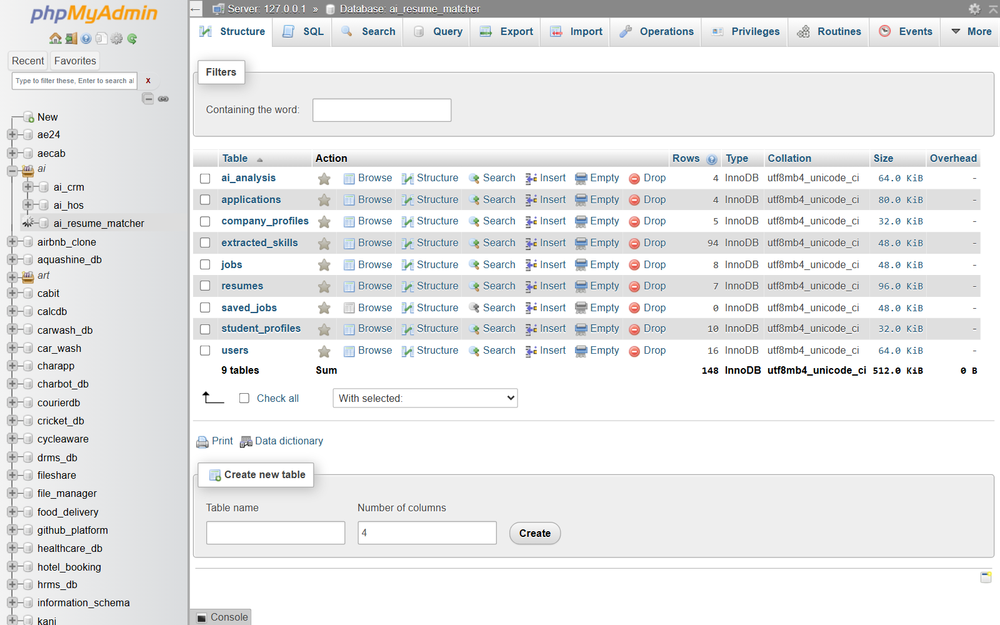 phpMyAdmin
Recent Favorites
Type to filter these, Enter to search al X
New
ae24
aecab
ai
ai_crm
ai_hos
ai_resume_matcher
airbnb_clone
aquashine_db
art
cabit
calcdb
carwash_db
car_wash
charapp
charbot_db
courierdb
cricket_db
cycleaware
drms_db
fileshare
file_manager
food_delivery
github_platform
healthcare_db
hotel_booking
hrms_db
information_schema
kani
Server: 127.0.0.1 » Database: ai_resume_matcher
Structure SQL Search Query Export Import Operations Privileges Routines Events More
Filters
Containing the word:
Table Action Rows Type Collation Size Overhead
ai_analysis Browse Structure Search Insert Empty Drop 4 InnoDB utf8mb4_unicode_ci 64.0 KiB -
applications Browse Structure Search Insert Empty Drop 4 InnoDB utf8mb4_unicode_ci 80.0 KiB -
company_profiles Browse Structure Search Insert Empty Drop 5 InnoDB utf8mb4_unicode_ci 32.0 KiB -
extracted_skills Browse Structure Search Insert Empty Drop 94 InnoDB utf8mb4_unicode_ci 48.0 KiB -
jobs Browse Structure Search Insert Empty Drop 8 InnoDB utf8mb4_unicode_ci 48.0 KiB -
resumes Browse Structure Search Insert Empty Drop 7 InnoDB utf8mb4_unicode_ci 96.0 KiB -
saved_jobs Browse Structure Search Insert Empty Drop 0 InnoDB utf8mb4_unicode_ci 48.0 KiB -
student_profiles Browse Structure Search Insert Empty Drop 10 InnoDB utf8mb4_unicode_ci 32.0 KiB -
users Browse Structure Search Insert Empty Drop 16 InnoDB utf8mb4_unicode_ci 64.0 KiB -
9 tables Sum 148 InnoDB utf8mb4_unicode_ci 512.0 KiB 0 B
Check all With selected:
Print Data dictionary
Create new table
Table name Number of columns
4 Create
Console